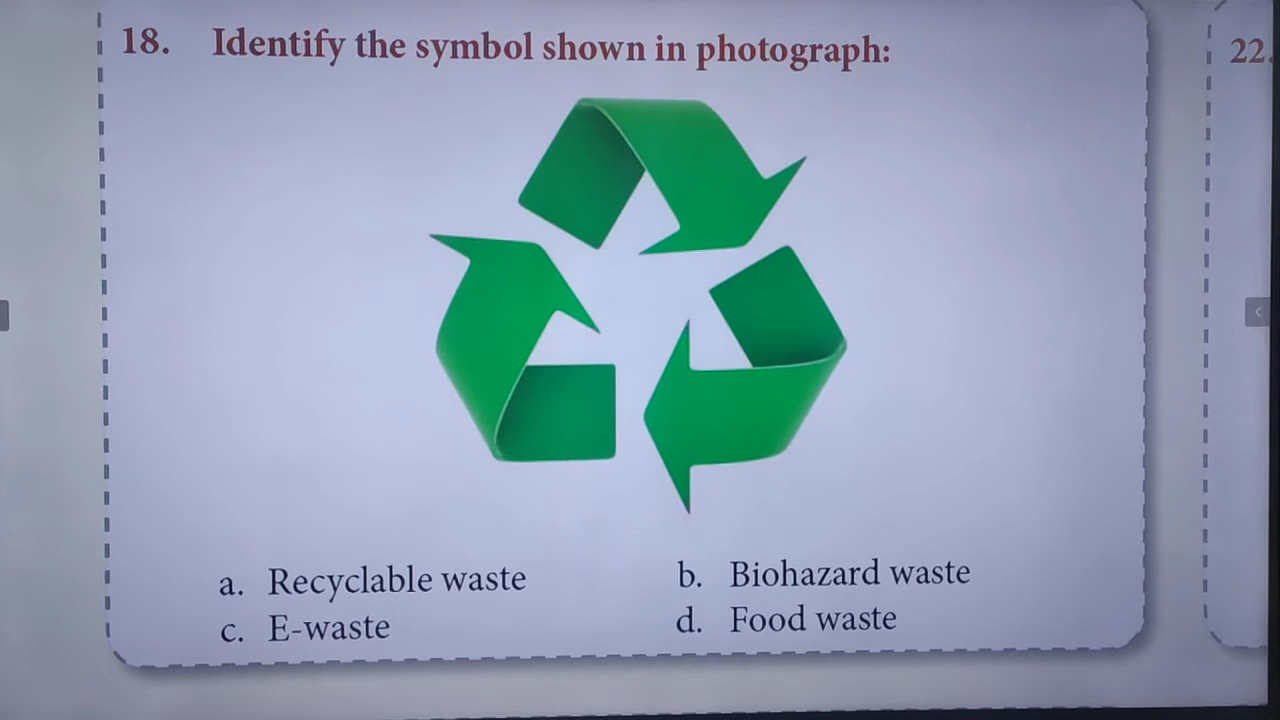 18. Identify the symbol shown in photograph:
22.
a. Recyclable waste
b. Biohazard waste
c. E-waste
d. Food waste